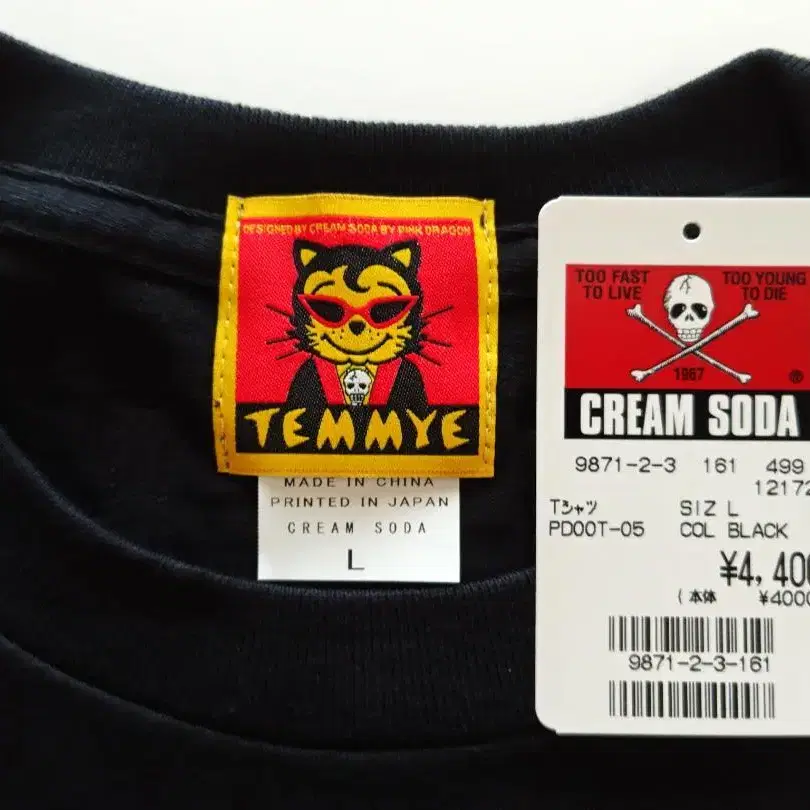 DESIGNED BY CREAM SODA BY PINK DRAGON
TEMMYE
MADE IN CHINA
PRINTED IN JAPAN
CREAM SODA
L
TOO FAST TO LIVE
TOO YOUNG TO DIE
1967
®
CREAM SODA
9871-2-3 161 499
12172
Tシャツ SIZ L
PD00T-05 COL BLACK
¥4,400
(本体 ¥4000
9871-2-3-161